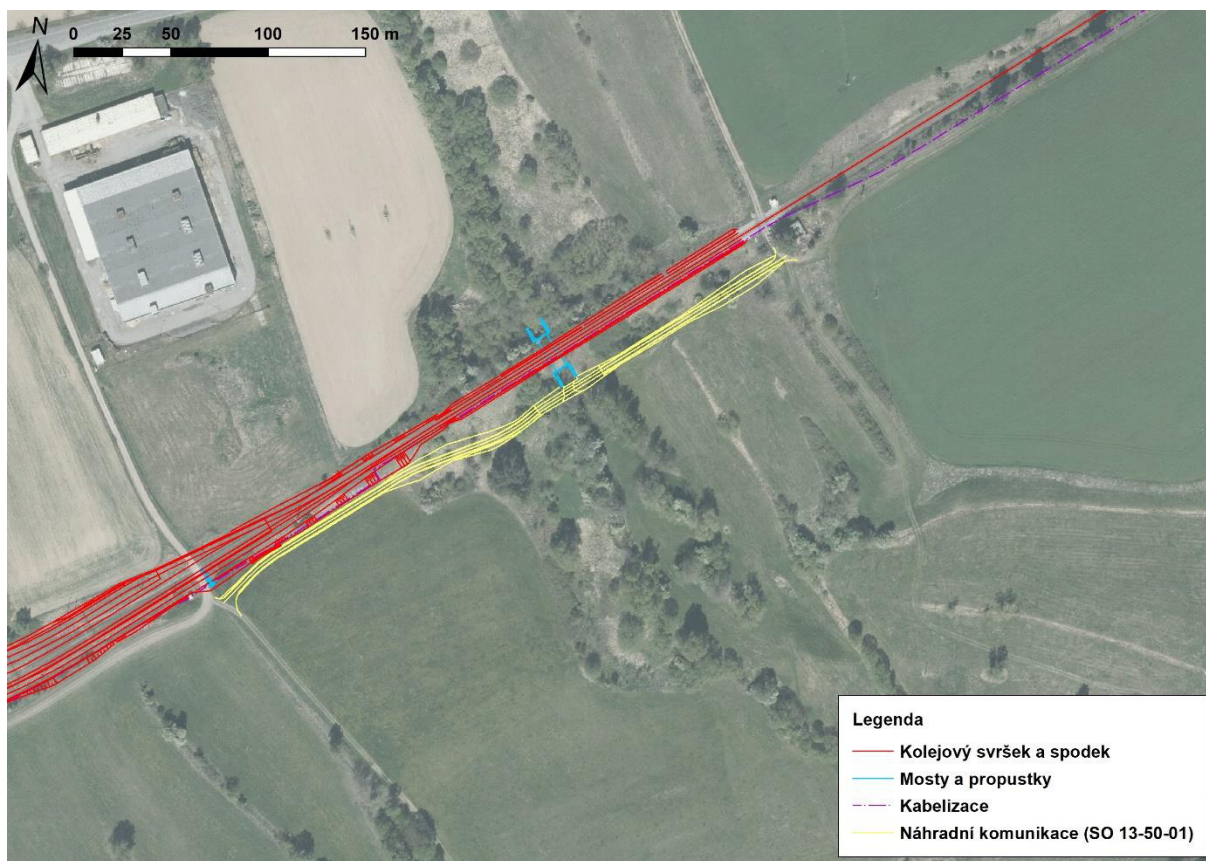 N
0 25 50 100 150 m
Legenda
Kolejový svršek a spodek
Mosty a propustky
Kabelizace
Náhradní komunikace (SO 13-50-01)